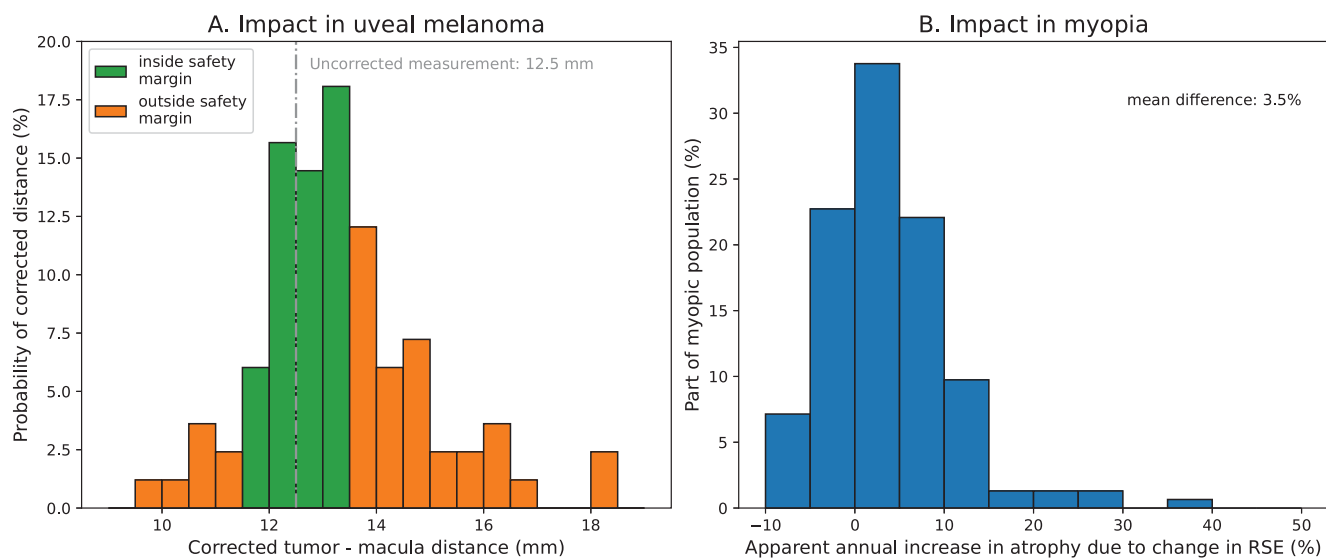 A. Impact in uveal melanoma
20.0
17.5
15.0
12.5
10.0
7.5
5.0
2.5
0.0
Probability of corrected distance (%)
inside safety
margin
outside safety
margin
Uncorrected measurement: 12.5 mm
10 12 14 16 18
Corrected tumor - macula distance (mm)
B. Impact in myopia
35
30
25
20
15
10
5
0
Part of myopic population (%)
mean difference: 3.5%
−10 0 10 20 30 40 50
Apparent annual increase in atrophy due to change in RSE (%)